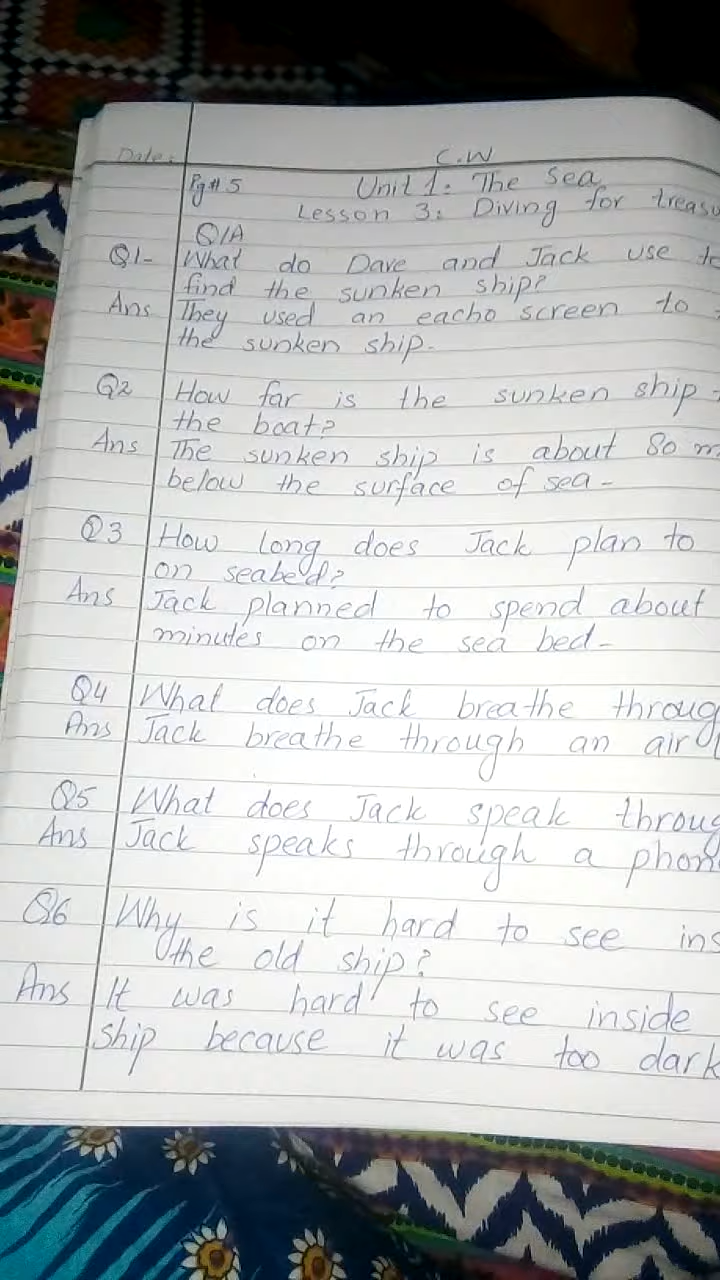 Date:
C.W
Pg# 5 Unit 1: The Sea
Lesson 3: Diving for treasu
Q/A
Q1- What do Dave and Jack use to
find the sunken ship?
Ans They used an eacho screen to
the sunken ship.
Q2 How far is the sunken ship
the boat?
Ans The sunken ship is about 80 m
below the surface of sea.
Q3 How long does Jack plan to
on seabed?
Ans Jack planned to spend about
minutes on the sea bed.
Q4 What does Jack breathe throug
Ans Jack breathe through an air
Q5 What does Jack speak throug
Ans Jack speaks through a phon
Q6 Why is it hard to see ins
the old ship?
Ans It was hard to see inside
ship because it was too dark